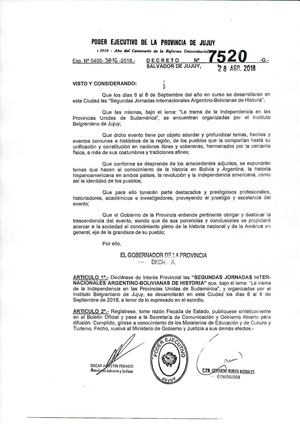 PODER EJECUTIVO DE LA PROVINCIA DE JUJUY
"2018 - Año del Centenario de la Reforma Universitaria"
Exp. Nº 0400-3816-2018.- DECRETO Nº 7520 -G.-
SALVADOR DE JUJUY, 28 AGO. 2018
VISTO Y CONSIDERANDO:
Que los días 6 al 8 de Septiembre del año en curso se desarrollarán en
esta Ciudad las "Segundas Jornadas Internacionales Argentino-Bolivianas de Historia";
Que las mismas, bajo el lema: "La trama de la Independencia en las
Provincias Unidas de Sudamérica", se encuentran organizadas por el Instituto
Belgraniano de Jujuy;
Que dicho evento tiene por objeto abordar y profundizar temas, hechos y
eventos comunes e históricos de la región, de los pueblos que la componían hasta su
unificación y constitución en naciones libres y soberanas, hermanados por la cercanía
física, a más de sus costumbres y tradiciones afines;
Que conforme se desprende de los antecedentes adjuntos, se expondrán
temas que hacen al conocimiento de la historia en Bolivia y Argentina, la historia
hispanoamericana en ambos países, la revolución y la independencia americana, como
así la identidad de los pueblos;
Que para ello tomarán parte destacados y prestigiosos profesionales,
historiadores, académicos e investigadores, proveyendo al prestigio y excelencia del
evento;
Que el Gobierno de la Provincia entiende pertinente otorgar y destacar la
trascendencia del evento, siendo que de sus ponencias y conclusiones se propiciará
acercar a la sociedad el conocimiento pleno de la historia nacional y de la América en
general, eje de la grandeza de su pueblo;
Por ello,
EL GOBERNADOR DE LA PROVINCIA
DECRETA
ARTICULO 1º.- Declárase de Interés Provincial las "SEGUNDAS JORNADAS INTER-
NACIONALES ARGENTINO-BOLIVIANAS DE HISTORIA" que, bajo el lema: "La trama
de la Independencia en las Provincias Unidas de Sudamérica", y organizadas por el
Instituto Belgraniano de Jujuy, se desarrollarán en esta Ciudad los días 6 al 8 de
Septiembre de 2018, a tenor de lo expresado en el exordio.
ARTICULO 2º.- Regístrese, tome razón Fiscalía de Estado, publíquese sintéticamente
en el Boletín Oficial y pase a la Secretaría de Comunicación y Gobierno Abierto para
difusión. Cumplido, gírese a conocimiento de los Ministerios de Educación y de Cultura y
Turismo. Fecho, vuelva al Ministerio de Gobierno y Justicia a sus demás efectos.-
OSCAR AGUSTIN PERASSI
PODER EJECUTIVO
JUJUY
C.P.N. GERARDO RUBEN MORALES
GOBERNADOR